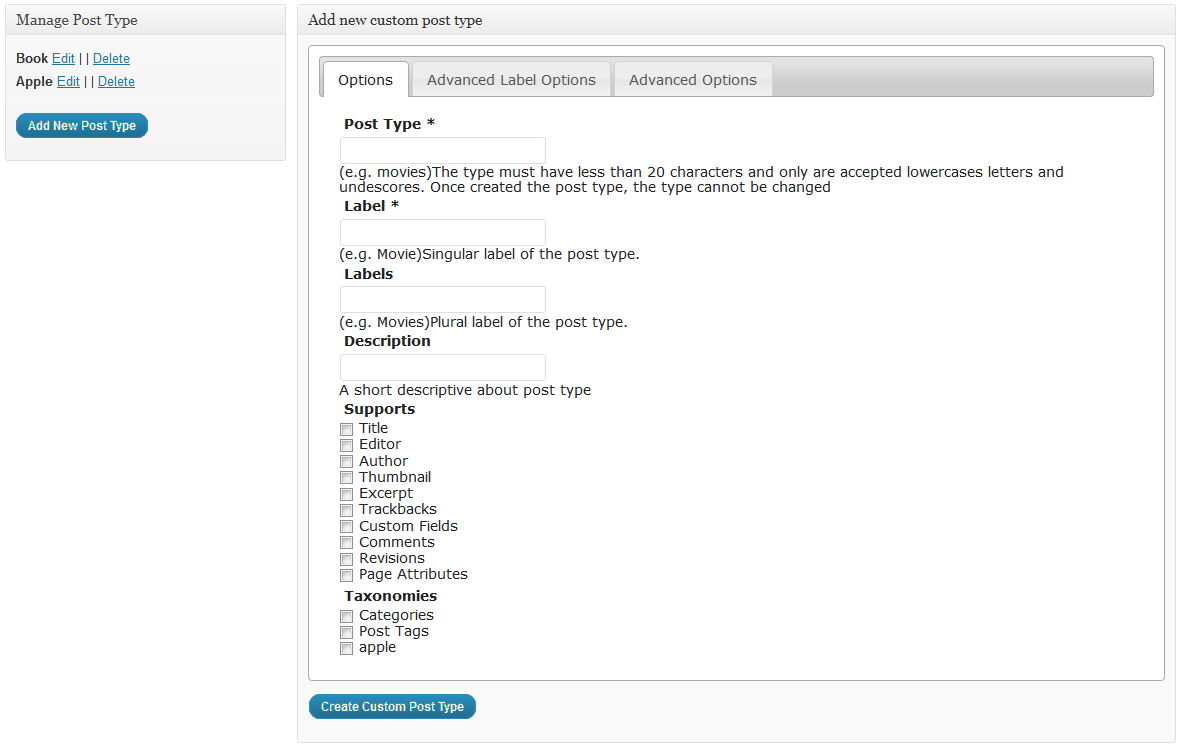 Manage Post Type
Book Edit | | Delete
Apple Edit | | Delete
Add New Post Type
Add new custom post type
Options Advanced Label Options Advanced Options
Post Type *
(e.g. movies)The type must have less than 20 characters and only are accepted lowercases letters and
undescores. Once created the post type, the type cannot be changed
Label *
(e.g. Movie)Singular label of the post type.
Labels
(e.g. Movies)Plural label of the post type.
Description
A short descriptive about post type
Supports
Title
Editor
Author
Thumbnail
Excerpt
Trackbacks
Custom Fields
Comments
Revisions
Page Attributes
Taxonomies
Categories
Post Tags
apple
Create Custom Post Type